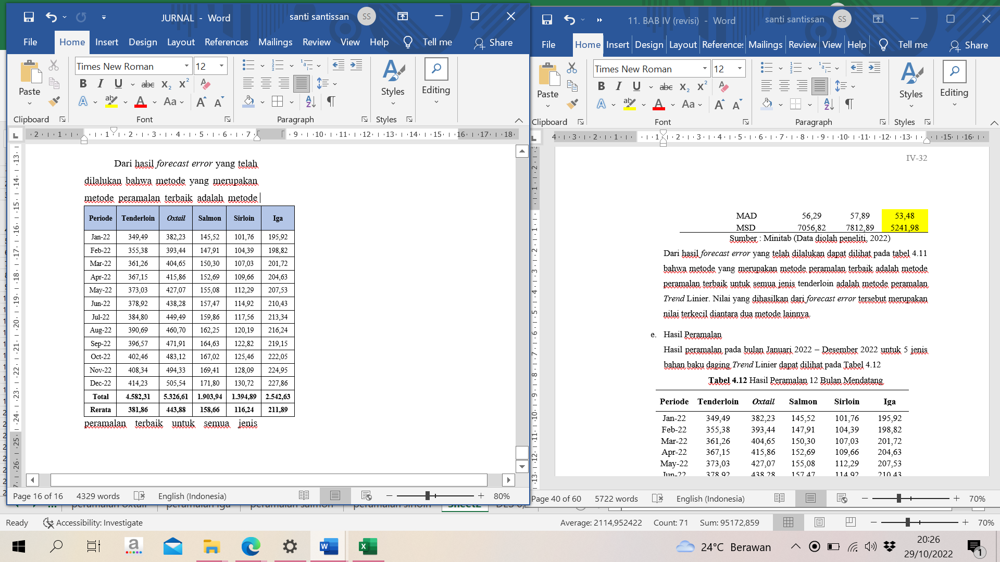 JURNAL - Word
santi santissan
SS
File Home Insert Design Layout References Mailings Review View Help Tell me Share
Times New Roman 12
Paste
Styles
Editing
Clipboard Font Paragraph Styles
Dari hasil forecast error yang telah
dilalukan bahwa metode yang merupakan
metode peramalan terbaik adalah metode
Periode Tenderloin Oxtail Salmon Sirloin Iga
Jan-22 349,49 382,23 145,52 101,76 195,92
Feb-22 355,38 393,44 147,91 104,39 198,82
Mar-22 361,26 404,65 150,30 107,03 201,72
Apr-22 367,15 415,86 152,69 109,66 204,63
May-22 373,03 427,07 155,08 112,29 207,53
Jun-22 378,92 438,28 157,47 114,92 210,43
Jul-22 384,80 449,49 159,86 117,56 213,34
Aug-22 390,69 460,70 162,25 120,19 216,24
Sep-22 396,57 471,91 164,63 122,82 219,15
Oct-22 402,46 483,12 167,02 125,46 222,05
Nov-22 408,34 494,33 169,41 128,09 224,95
Dec-22 414,23 505,54 171,80 130,72 227,86
Total 4.582,31 5.326,61 1.903,94 1.394,89 2.542,63
Rerata 381,86 443,88 158,66 116,24 211,89
peramalan terbaik untuk semua jenis
Page 16 of 16 4329 words English (Indonesia) 80%
11. BAB IV (revisi) - Word
santi santissan
SS
File Home Insert Design Layout References Mailings Review View Help Tell me Share
Times New Roman 12
Paste
Styles
Editing
Clipboard Font Paragraph Styles
IV-32
MAD 56,29 57,89 53,48
MSD 7056,82 7812,89 5241,98
Sumber : Minitab (Data diolah peneliti, 2022)
Dari hasil forecast error yang telah dilalukan dapat dilihat pada tabel 4.11
bahwa metode yang merupakan metode peramalan terbaik adalah metode
peramalan terbaik untuk semua jenis tenderloin adalah metode peramalan
Trend Linier. Nilai yang dihasilkan dari forecast error tersebut merupakan
nilai terkecil diantara dua metode lainnya.
e. Hasil Peramalan
Hasil peramalan pada bulan Januari 2022 – Desember 2022 untuk 5 jenis
bahan baku daging Trend Linier dapat dilihat pada Tabel 4.12
Tabel 4.12 Hasil Peramalan 12 Bulan Mendatang
Periode Tenderloin Oxtail Salmon Sirloin Iga
Jan-22 349,49 382,23 145,52 101,76 195,92
Feb-22 355,38 393,44 147,91 104,39 198,82
Mar-22 361,26 404,65 150,30 107,03 201,72
Apr-22 367,15 415,86 152,69 109,66 204,63
May-22 373,03 427,07 155,08 112,29 207,53
Jun-22 378,92 438,28 157,47 114,92 210,43
Page 40 of 60 5722 words English (Indonesia) 70%
peramalan oxtail peramalan iga peramalan salmon peramalan sirloin Sheet2
Ready Accessibility: Investigate Average: 2114,952422 Count: 71 Sum: 95172,859 70%
24°C Berawan
20:26
29/10/2022
1